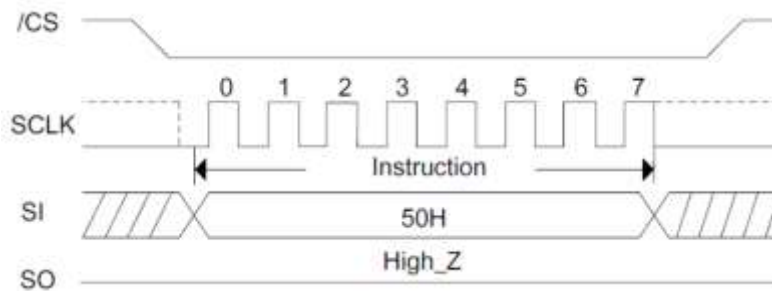 /CS
0 1 2 3 4 5 6 7
SCLK
Instruction
SI
50H
High_Z
SO